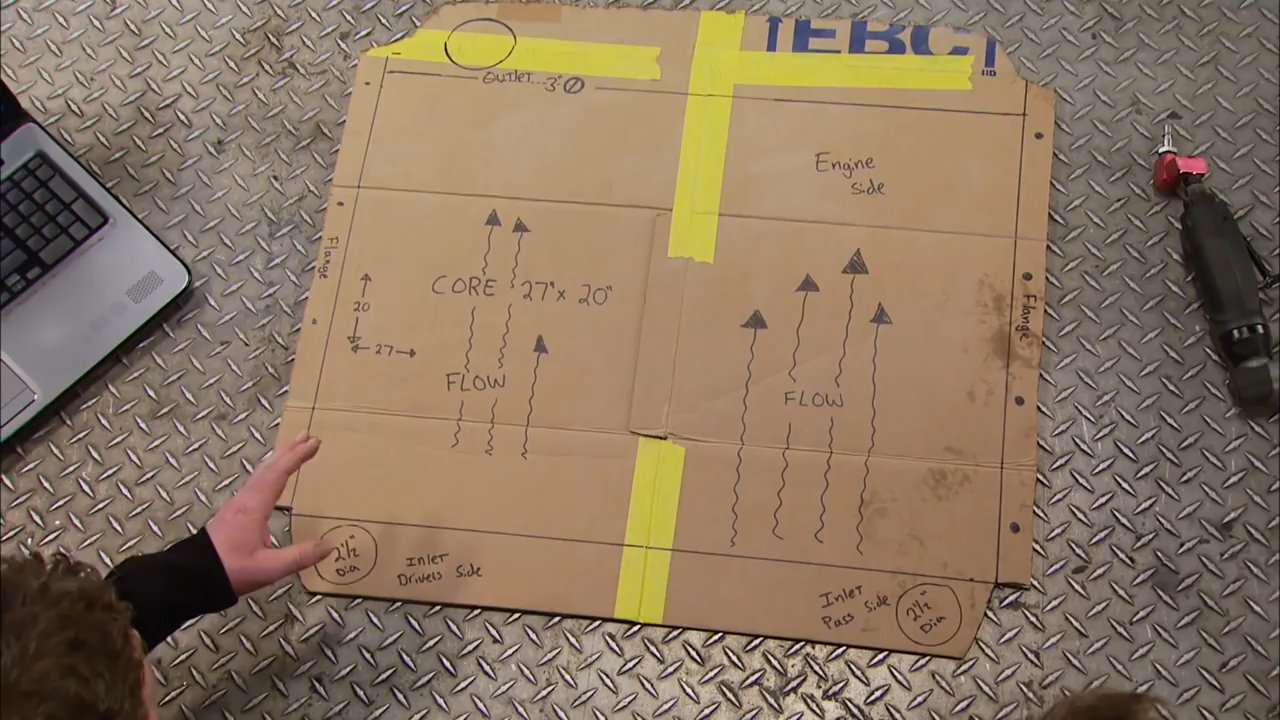 EBC
OUTLET 3" Ø
Engine
side
Flange
CORE 27" x 20"
20
27
FLOW
FLOW
Flange
2½"
Dia
Inlet
Drivers Side
Inlet
Pass Side
2½"
Dia